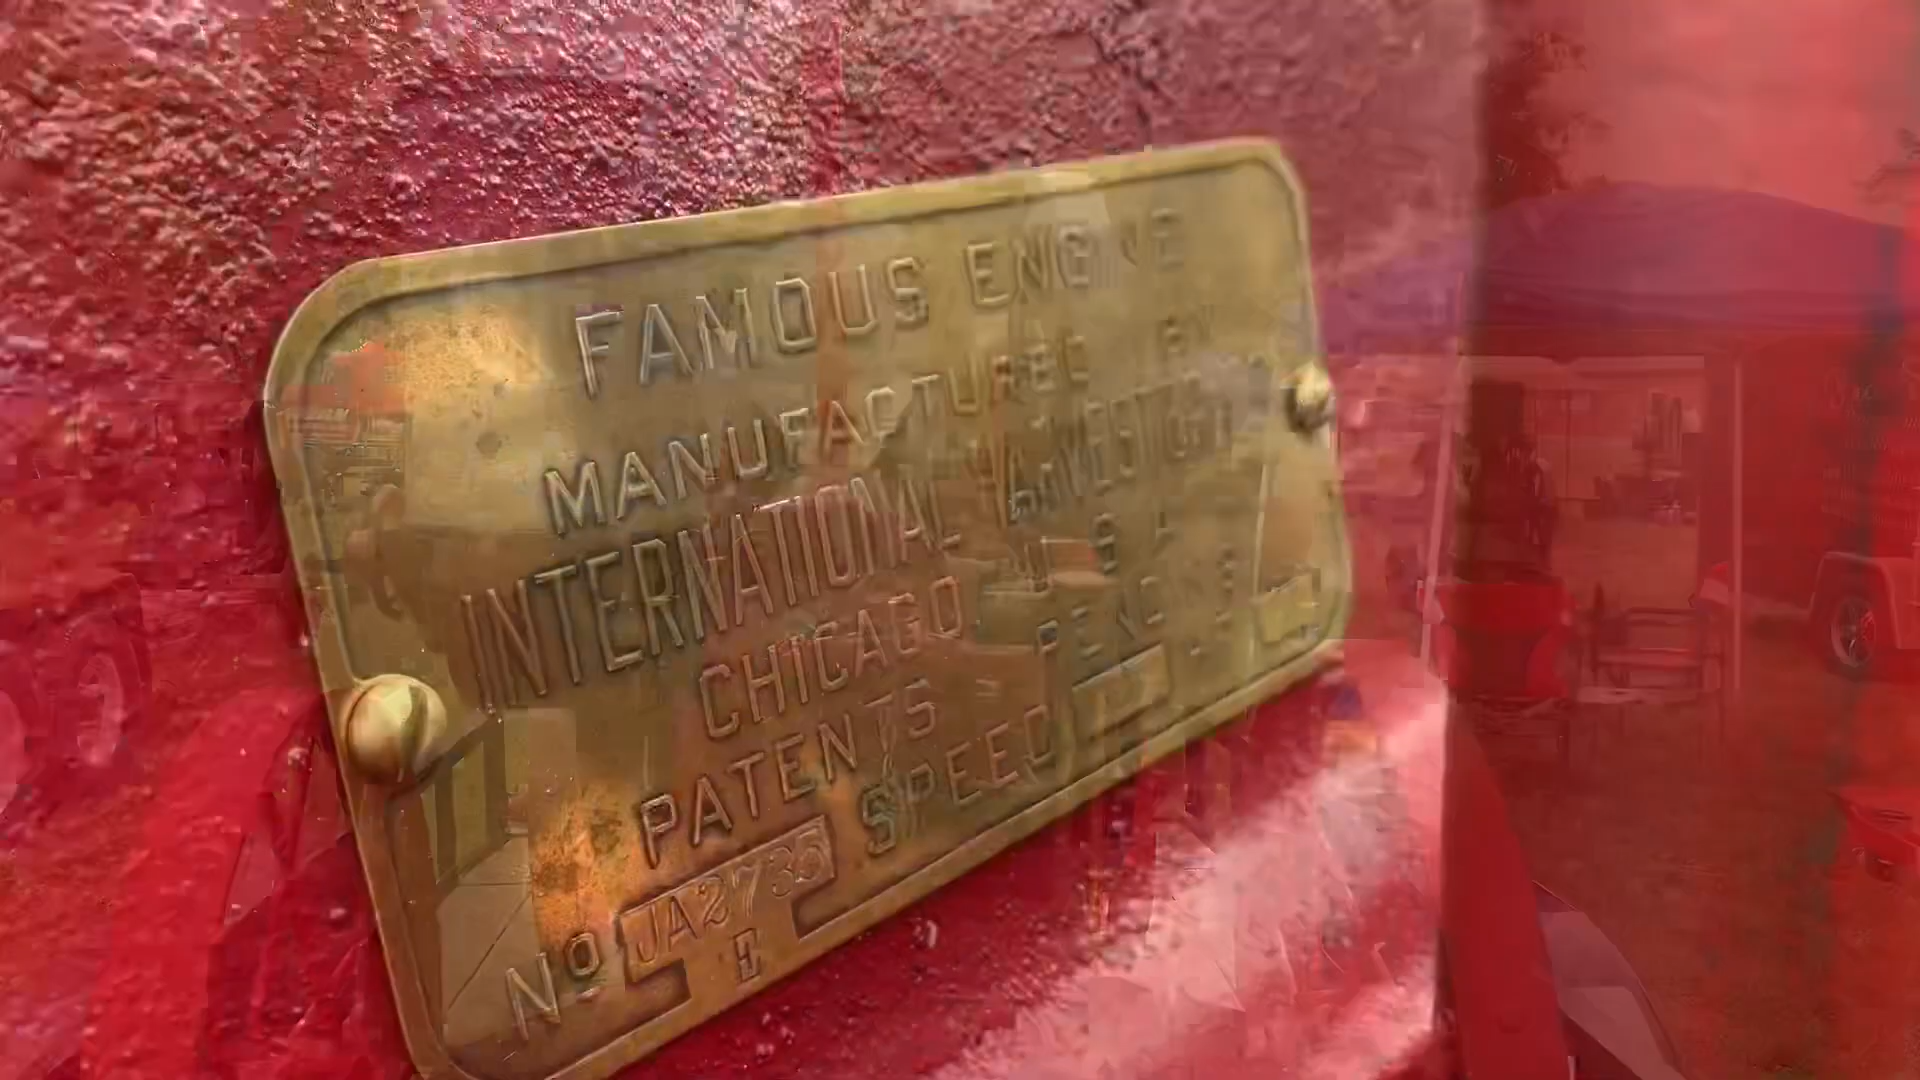 FAMOUS ENGINE
MANUFACTURED BY
INTERNATIONAL HARVESTER
CHICAGO U S A
PATENTS PENDING
SPEED
No JA2735
E